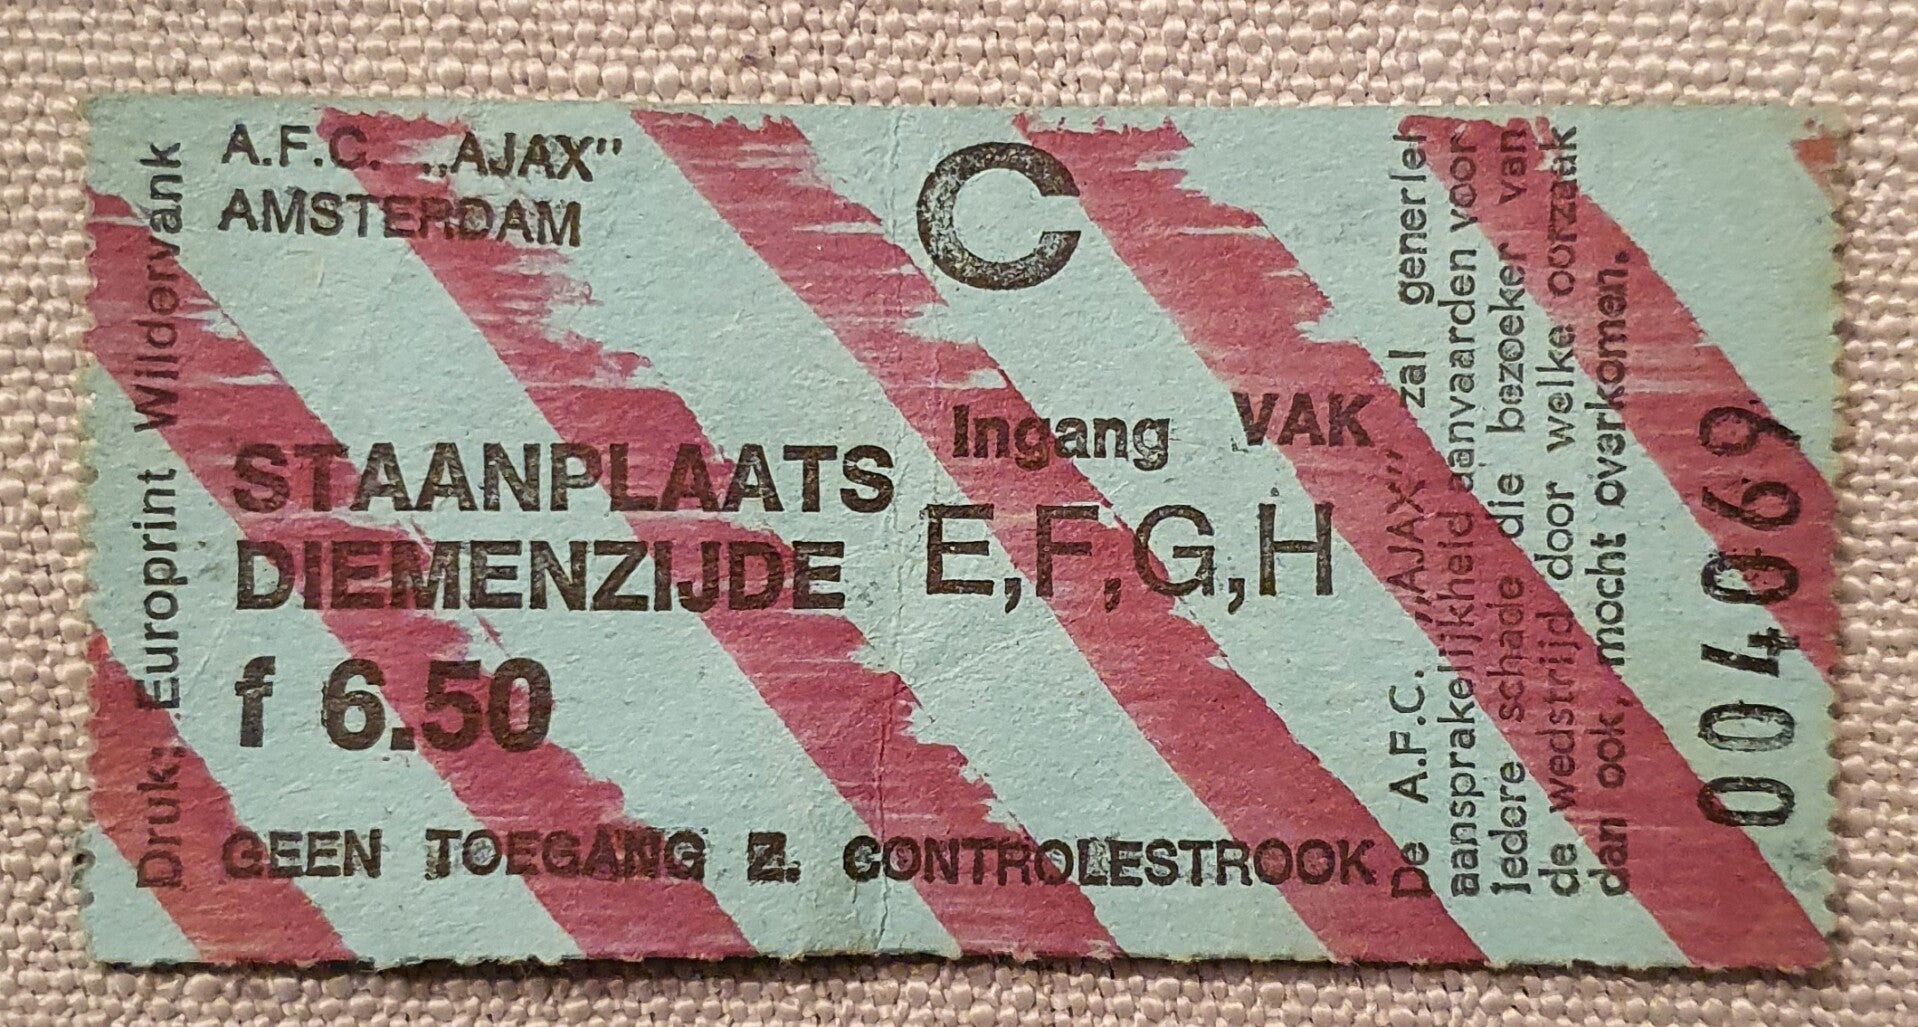 Druk; Europrint Wildervank
A.F.C. „AJAX"
AMSTERDAM
STAANPLAATS
DIEMENZIJDE
f 6.50
C
Ingang VAK
E,F,G,H
GEEN TOEGANG Z. CONTROLESTROOK
De A.F.C. „AJAX" zal generlei
aansprakelijkheid aanvaarden voor
iedere schade die bezoeker van
de wedstrijd door welke oorzaak
dan ook, mocht overkomen.
004069